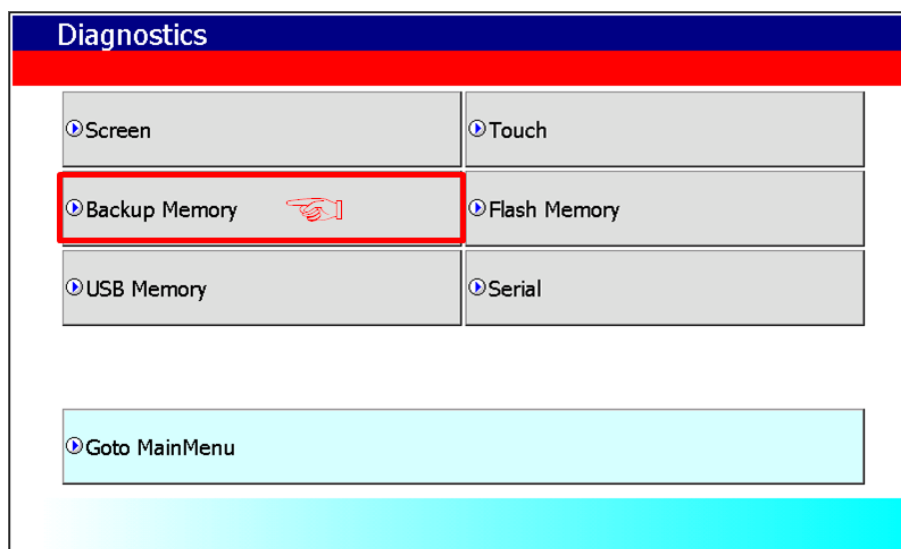 Diagnostics
Screen
Touch
Backup Memory
Flash Memory
USB Memory
Serial
Goto MainMenu